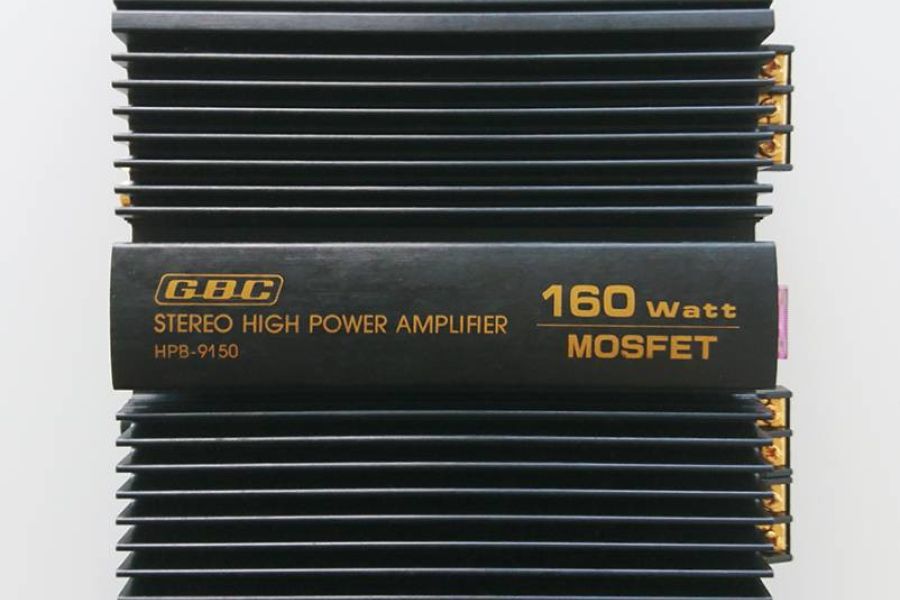 GBC
STEREO HIGH POWER AMPLIFIER
HPB-9150
160 Watt
MOSFET